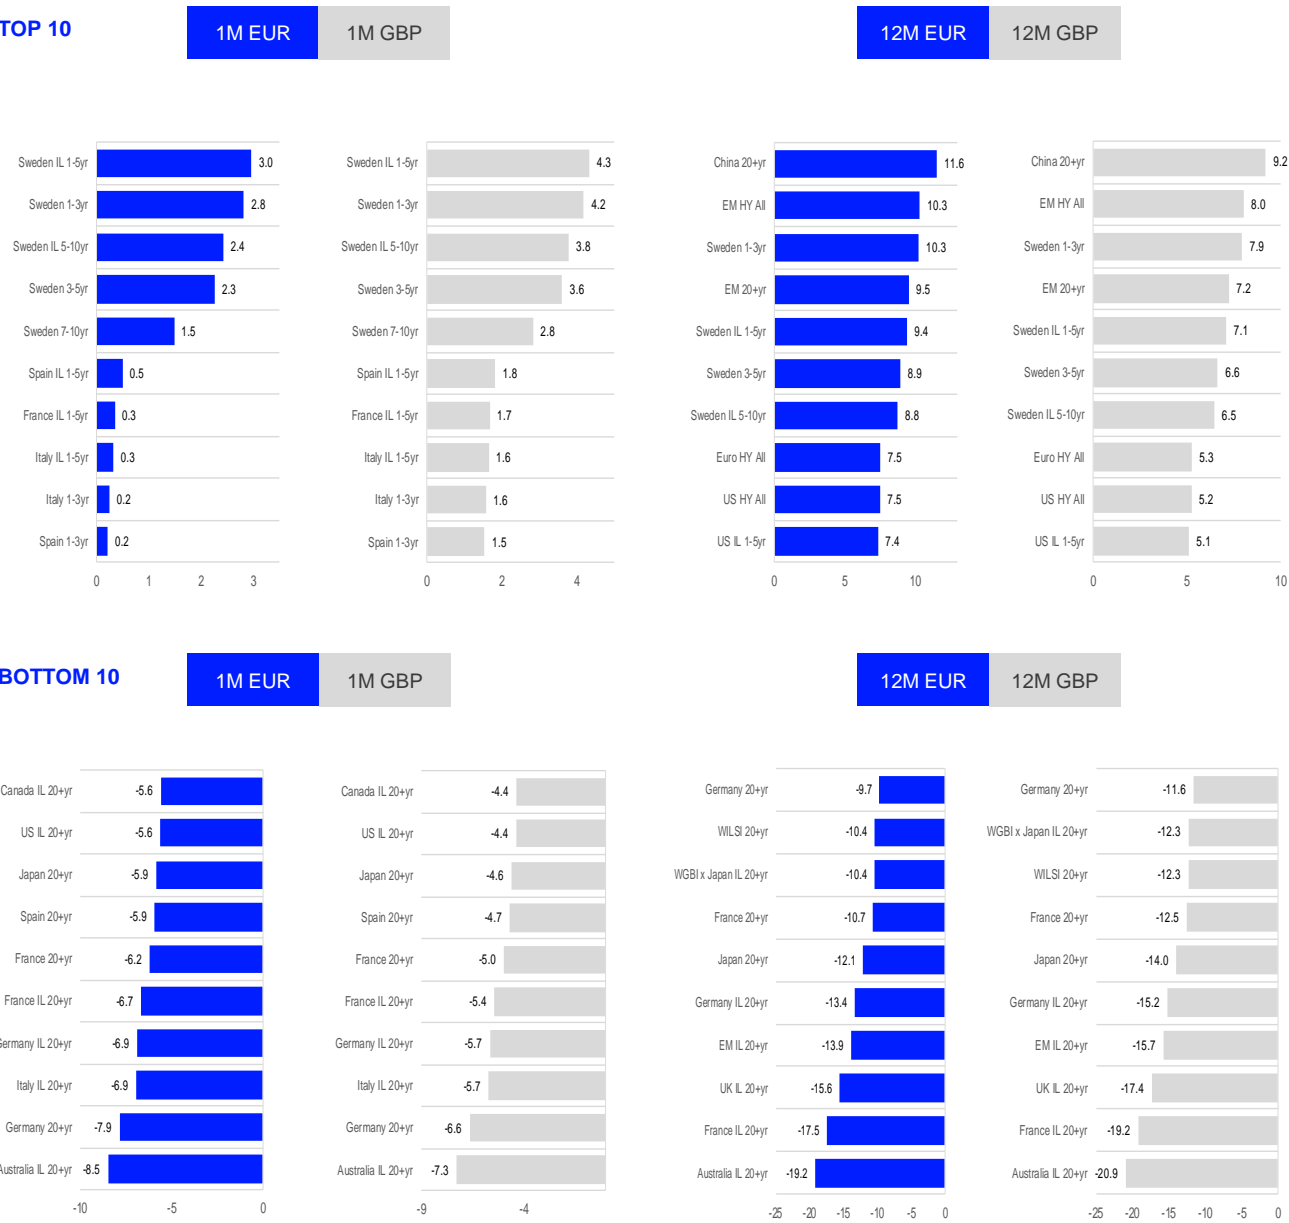 TOP 10
1M EUR 1M GBP
12M EUR 12M GBP
Sweden IL 1-5yr 3.0
Sweden 1-3yr 2.8
Sweden IL 5-10yr 2.4
Sweden 3-5yr 2.3
Sweden 7-10yr 1.5
Spain IL 1-5yr 0.5
France IL 1-5yr 0.3
Italy IL 1-5yr 0.3
Italy 1-3yr 0.2
Spain 1-3yr 0.2
0 1 2 3
Sweden IL 1-5yr 4.3
Sweden 1-3yr 4.2
Sweden IL 5-10yr 3.8
Sweden 3-5yr 3.6
Sweden 7-10yr 2.8
Spain IL 1-5yr 1.8
France IL 1-5yr 1.7
Italy IL 1-5yr 1.6
Italy 1-3yr 1.6
Spain 1-3yr 1.5
0 2 4
China 20+yr 11.6
EM HY All 10.3
Sweden 1-3yr 10.3
EM 20+yr 9.5
Sweden IL 1-5yr 9.4
Sweden 3-5yr 8.9
Sweden IL 5-10yr 8.8
Euro HY All 7.5
US HY All 7.5
US IL 1-5yr 7.4
0 5 10
China 20+yr 9.2
EM HY All 8.0
Sweden 1-3yr 7.9
EM 20+yr 7.2
Sweden IL 1-5yr 7.1
Sweden 3-5yr 6.6
Sweden IL 5-10yr 6.5
Euro HY All 5.3
US HY All 5.2
US IL 1-5yr 5.1
0 5 10
BOTTOM 10
1M EUR 1M GBP
12M EUR 12M GBP
Canada IL 20+yr -5.6
US IL 20+yr -5.6
Japan 20+yr -5.9
Spain 20+yr -5.9
France 20+yr -6.2
France IL 20+yr -6.7
Germany IL 20+yr -6.9
Italy IL 20+yr -6.9
Germany 20+yr -7.9
Australia IL 20+yr -8.5
-10 -5 0
Canada IL 20+yr -4.4
US IL 20+yr -4.4
Japan 20+yr -4.6
Spain 20+yr -4.7
France 20+yr -5.0
France IL 20+yr -5.4
Germany IL 20+yr -5.7
Italy IL 20+yr -5.7
Germany 20+yr -6.6
Australia IL 20+yr -7.3
-9 -4
Germany 20+yr -9.7
WILSI 20+yr -10.4
WGBI x Japan IL 20+yr -10.4
France 20+yr -10.7
Japan 20+yr -12.1
Germany IL 20+yr -13.4
EM IL 20+yr -13.9
UK IL 20+yr -15.6
France IL 20+yr -17.5
Australia IL 20+yr -19.2
-25 -20 -15 -10 -5 0
Germany 20+yr -11.6
WGBI x Japan IL 20+yr -12.3
WILSI 20+yr -12.3
France 20+yr -12.5
Japan 20+yr -14.0
Germany IL 20+yr -15.2
EM IL 20+yr -15.7
UK IL 20+yr -17.4
France IL 20+yr -19.2
Australia IL 20+yr -20.9
-25 -20 -15 -10 -5 0